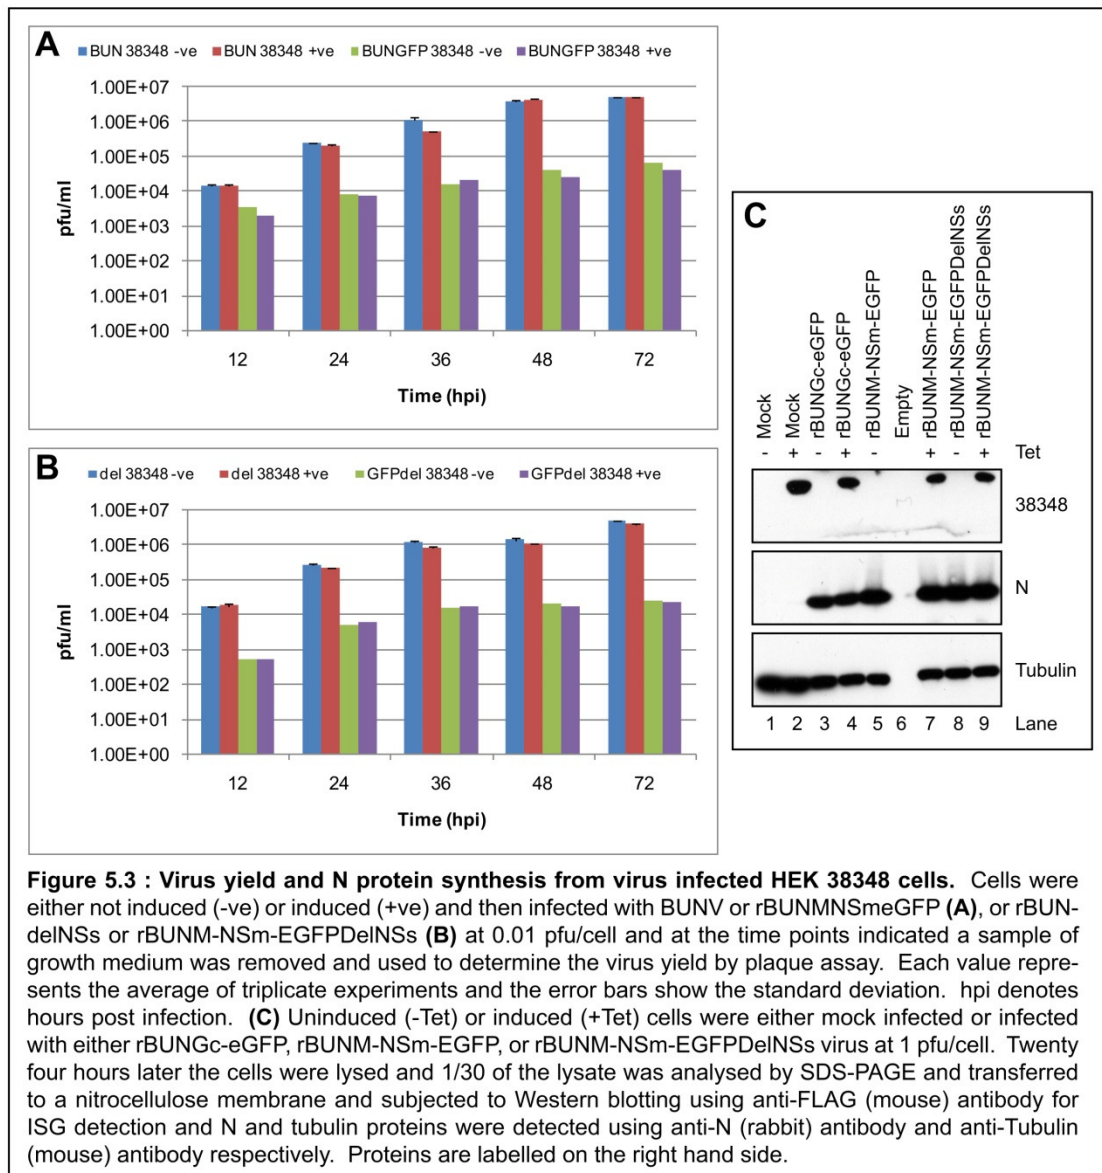 A
BUN 38348 -ve BUN 38348 +ve BUNGFP 38348 -ve BUNGFP 38348 +ve
1.00E+07
1.00E+06
1.00E+05
1.00E+04
1.00E+03
1.00E+02
1.00E+01
1.00E+00
pfu/ml
12 24 36 48 72
Time (hpi)
B
del 38348 -ve del 38348 +ve GFPdel 38348 -ve GFPdel 38348 +ve
1.00E+07
1.00E+06
1.00E+05
1.00E+04
1.00E+03
1.00E+02
1.00E+01
1.00E+00
pfu/ml
12 24 36 48 72
Time (hpi)
C
Mock
Mock
rBUNGc-eGFP
rBUNGc-eGFP
rBUNM-NSm-EGFP
Empty
rBUNM-NSm-EGFP
rBUNM-NSm-EGFPDelNSs
rBUNM-NSm-EGFPDelNSs
- + - + - + - + Tet
38348
N
Tubulin
1 2 3 4 5 6 7 8 9 Lane
Figure 5.3 : Virus yield and N protein synthesis from virus infected HEK 38348 cells. Cells were
either not induced (-ve) or induced (+ve) and then infected with BUNV or rBUNMNSmeGFP (A), or rBUN-
delNSs or rBUNM-NSm-EGFPDelNSs (B) at 0.01 pfu/cell and at the time points indicated a sample of
growth medium was removed and used to determine the virus yield by plaque assay. Each value repre-
sents the average of triplicate experiments and the error bars show the standard deviation. hpi denotes
hours post infection. (C) Uninduced (-Tet) or induced (+Tet) cells were either mock infected or infected
with either rBUNGc-eGFP, rBUNM-NSm-EGFP, or rBUNM-NSm-EGFPDelNSs virus at 1 pfu/cell. Twenty
four hours later the cells were lysed and 1/30 of the lysate was analysed by SDS-PAGE and transferred
to a nitrocellulose membrane and subjected to Western blotting using anti-FLAG (mouse) antibody for
ISG detection and N and tubulin proteins were detected using anti-N (rabbit) antibody and anti-Tubulin
(mouse) antibody respectively. Proteins are labelled on the right hand side.